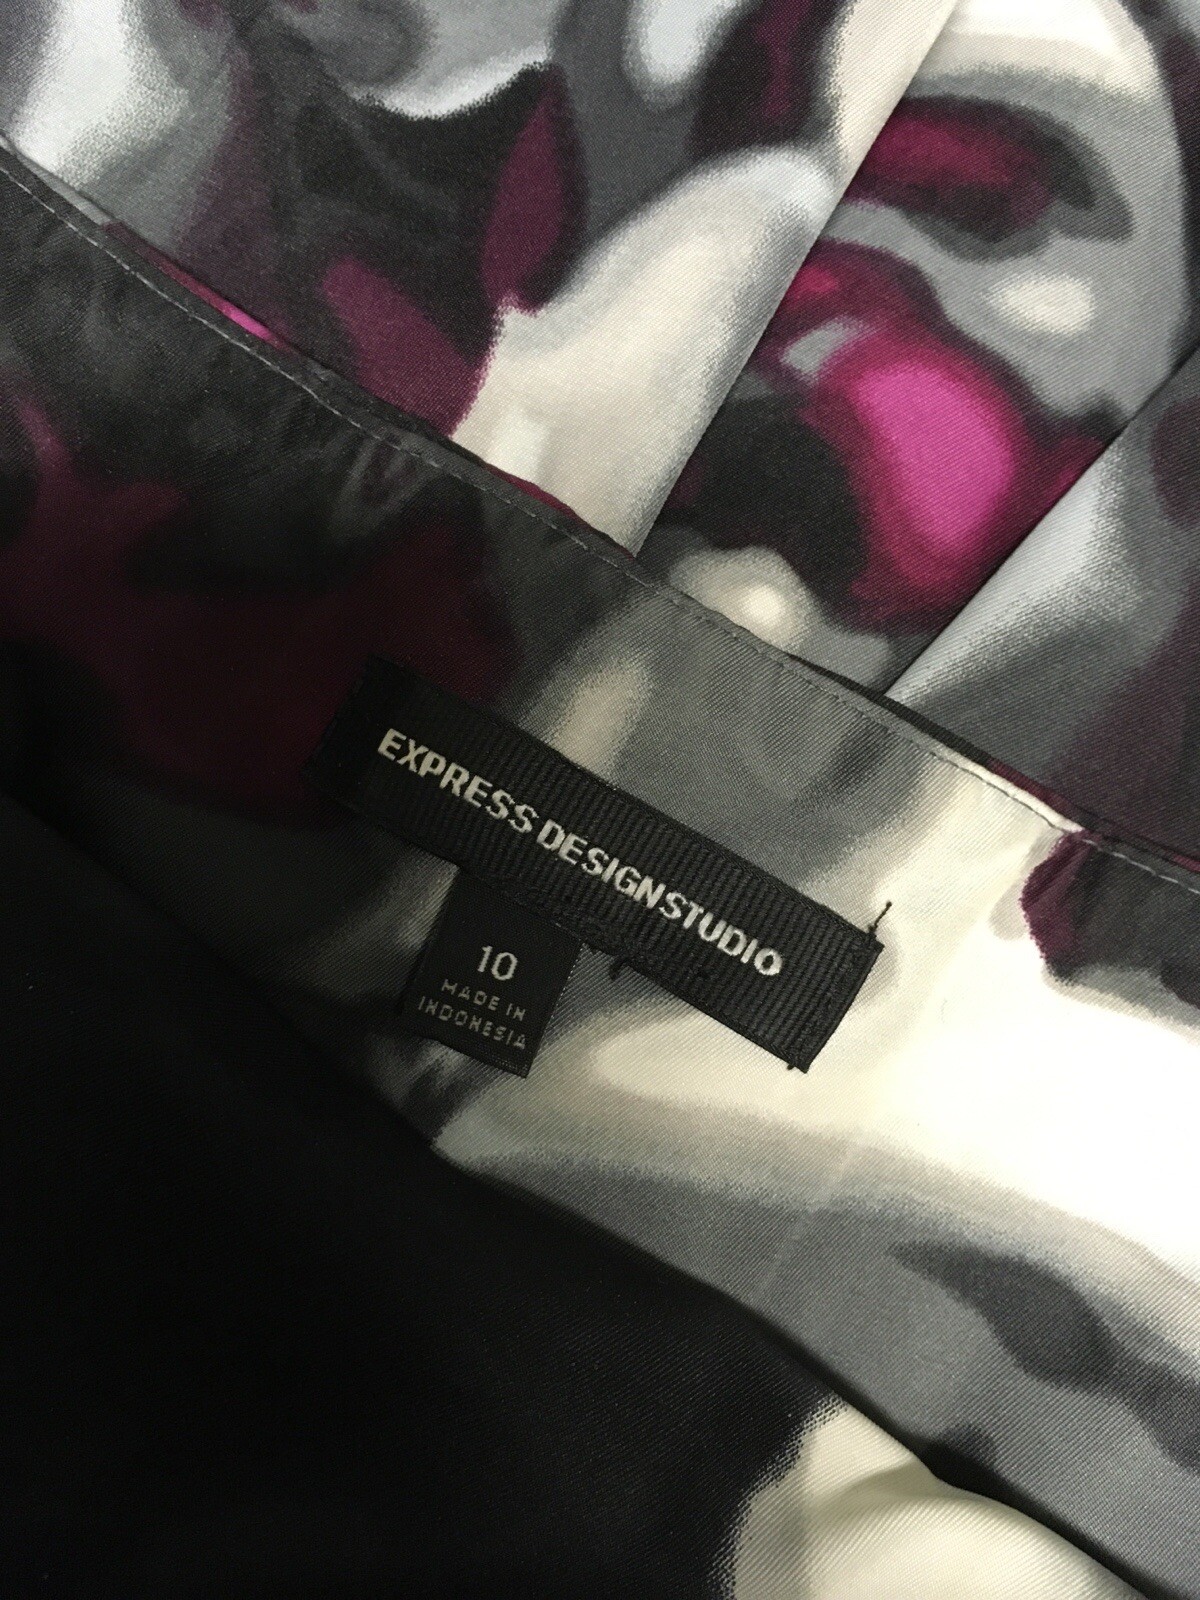 EXPRESS DESIGN STUDIO
10
MADE IN
INDONESIA